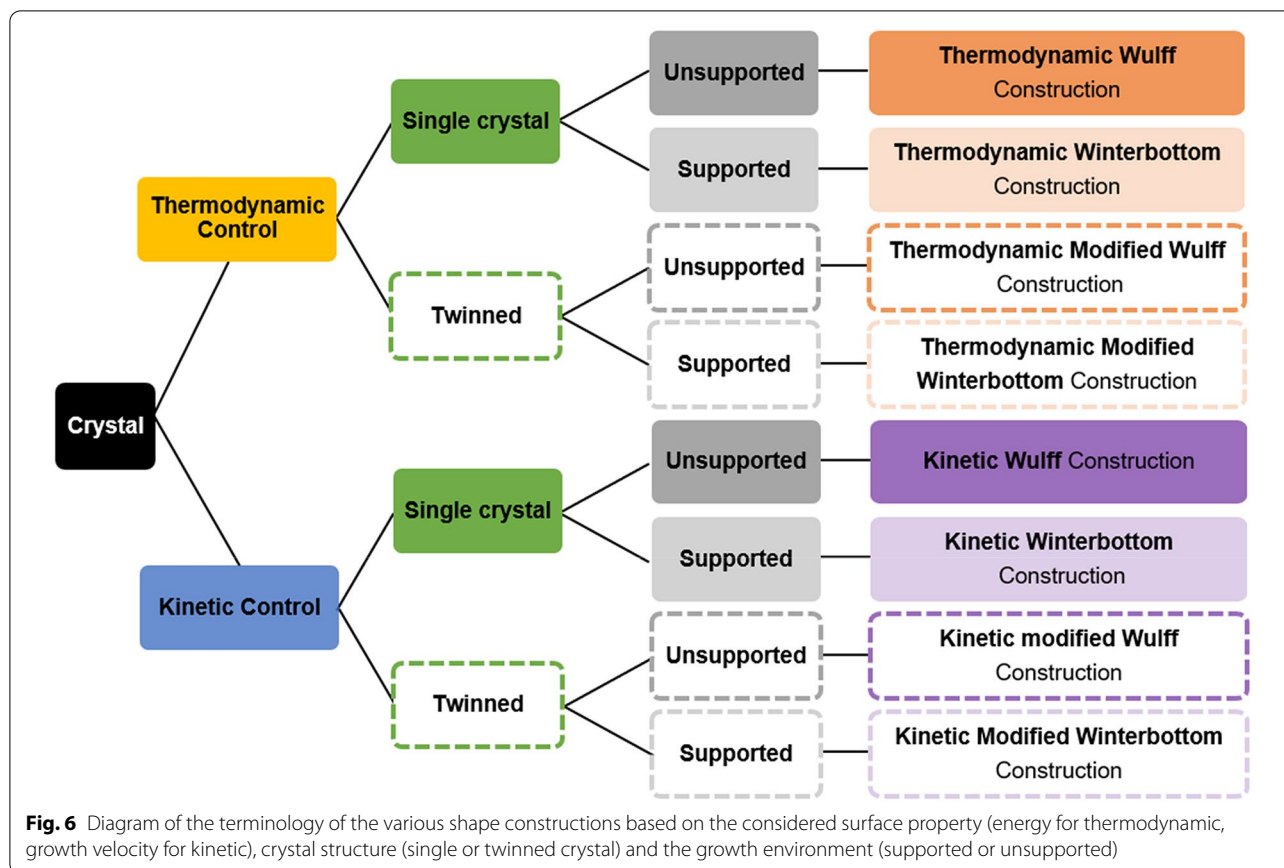 Unsupported
Thermodynamic Wulff
Construction
Single crystal
Supported
Thermodynamic Winterbottom
Construction
Thermodynamic
Control
Unsupported
Thermodynamic Modified Wulff
Construction
Twinned
Supported
Thermodynamic Modified
Winterbottom Construction
Crystal
Unsupported
Kinetic Wulff Construction
Single crystal
Supported
Kinetic Winterbottom
Construction
Kinetic Control
Unsupported
Kinetic modified Wulff
Construction
Twinned
Supported
Kinetic Modified Winterbottom
Construction
Fig. 6 Diagram of the terminology of the various shape constructions based on the considered surface property (energy for thermodynamic,
growth velocity for kinetic), crystal structure (single or twinned crystal) and the growth environment (supported or unsupported)